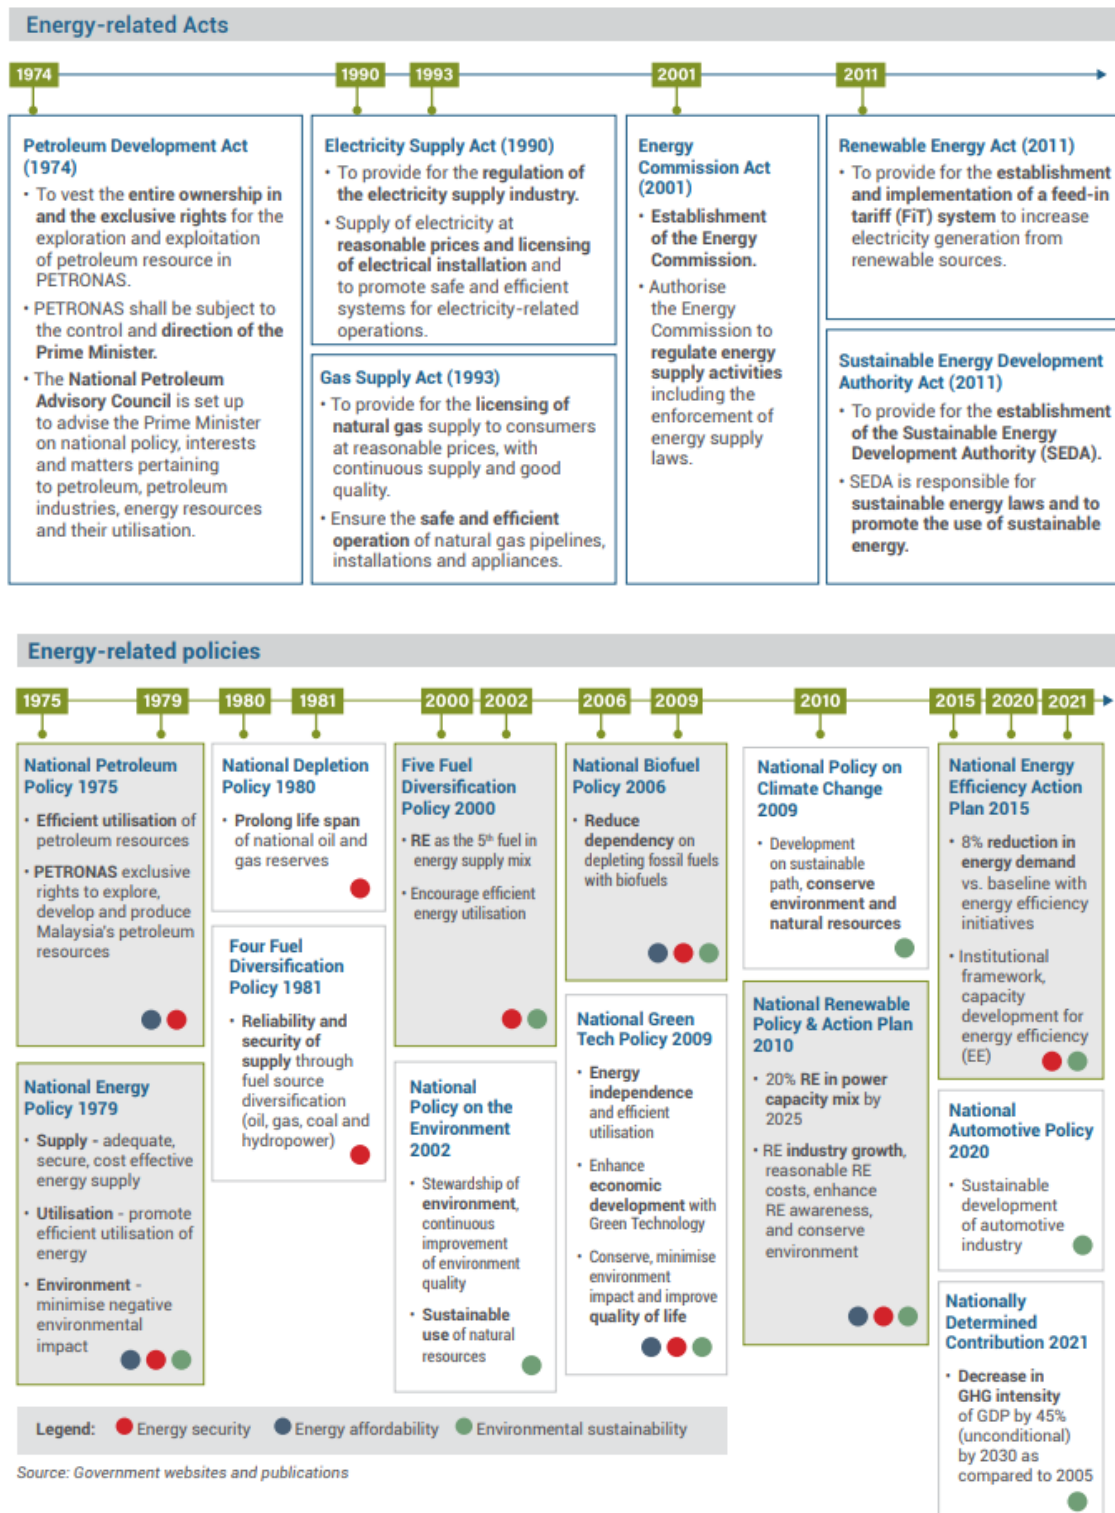 Energy-related Acts
1974
1990
1993
2001
2011
Petroleum Development Act
(1974)
• To vest the entire ownership in
and the exclusive rights for the
exploration and exploitation
of petroleum resource in
PETRONAS.
• PETRONAS shall be subject to
the control and direction of the
Prime Minister.
• The National Petroleum
Advisory Council is set up
to advise the Prime Minister
on national policy, interests
and matters pertaining
to petroleum, petroleum
industries, energy resources
and their utilisation.
Electricity Supply Act (1990)
• To provide for the regulation of
the electricity supply industry.
• Supply of electricity at
reasonable prices and licensing
of electrical installation and
to promote safe and efficient
systems for electricity-related
operations.
Gas Supply Act (1993)
• To provide for the licensing of
natural gas supply to consumers
at reasonable prices, with
continuous supply and good
quality.
• Ensure the safe and efficient
operation of natural gas pipelines,
installations and appliances.
Energy
Commission Act
(2001)
• Establishment
of the Energy
Commission.
• Authorise
the Energy
Commission to
regulate energy
supply activities
including the
enforcement of
energy supply
laws.
Renewable Energy Act (2011)
• To provide for the establishment
and implementation of a feed-in
tariff (FiT) system to increase
electricity generation from
renewable sources.
Sustainable Energy Development
Authority Act (2011)
• To provide for the establishment
of the Sustainable Energy
Development Authority (SEDA).
• SEDA is responsible for
sustainable energy laws and to
promote the use of sustainable
energy.
Energy-related policies
1975
1979
1980
1981
2000
2002
2006
2009
2010
2015
2020
2021
National Petroleum
Policy 1975
• Efficient utilisation of
petroleum resources
• PETRONAS exclusive
rights to explore,
develop and produce
Malaysia's petroleum
resources
National Energy
Policy 1979
• Supply - adequate,
secure, cost effective
energy supply
• Utilisation - promote
efficient utilisation of
energy
• Environment -
minimise negative
environmental
impact
National Depletion
Policy 1980
• Prolong life span
of national oil and
gas reserves
Four Fuel
Diversification
Policy 1981
• Reliability and
security of
supply through
fuel source
diversification
(oil, gas, coal and
hydropower)
Five Fuel
Diversification
Policy 2000
• RE as the 5th fuel in
energy supply mix
• Encourage efficient
energy utilisation
National
Policy on the
Environment
2002
• Stewardship of
environment,
continuous
improvement
of environment
quality
• Sustainable
use of natural
resources
National Biofuel
Policy 2006
• Reduce
dependency on
depleting fossil fuels
with biofuels
National Green
Tech Policy 2009
• Energy
independence
and efficient
utilisation
• Enhance
economic
development with
Green Technology
• Conserve, minimise
environment
impact and improve
quality of life
National Policy on
Climate Change
2009
• Development
on sustainable
path, conserve
environment and
natural resources
National Renewable
Policy & Action Plan
2010
• 20% RE in power
capacity mix by
2025
• RE industry growth,
reasonable RE
costs, enhance
RE awareness,
and conserve
environment
National Energy
Efficiency Action
Plan 2015
• 8% reduction in
energy demand
vs. baseline with
energy efficiency
initiatives
• Institutional
framework,
capacity
development for
energy efficiency
(EE)
National
Automotive Policy
2020
• Sustainable
development
of automotive
industry
Nationally
Determined
Contribution 2021
• Decrease in
GHG intensity
of GDP by 45%
(unconditional)
by 2030 as
compared to 2005
Legend: Energy security Energy affordability Environmental sustainability
Source: Government websites and publications